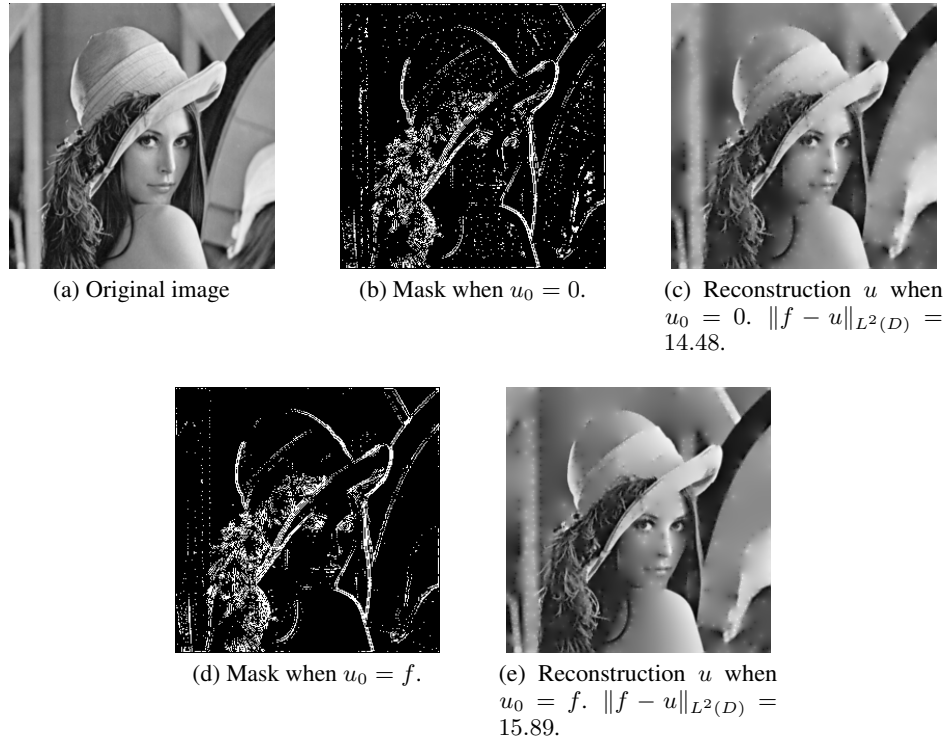 (a) Original image
(b) Mask when $u_0 = 0$.
(c) Reconstruction $u$ when
$u_0 = 0$. $\|f - u\|_{L^2(D)} =$
14.48.
(d) Mask when $u_0 = f$.
(e) Reconstruction $u$ when
$u_0 = f$. $\|f - u\|_{L^2(D)} =$
15.89.